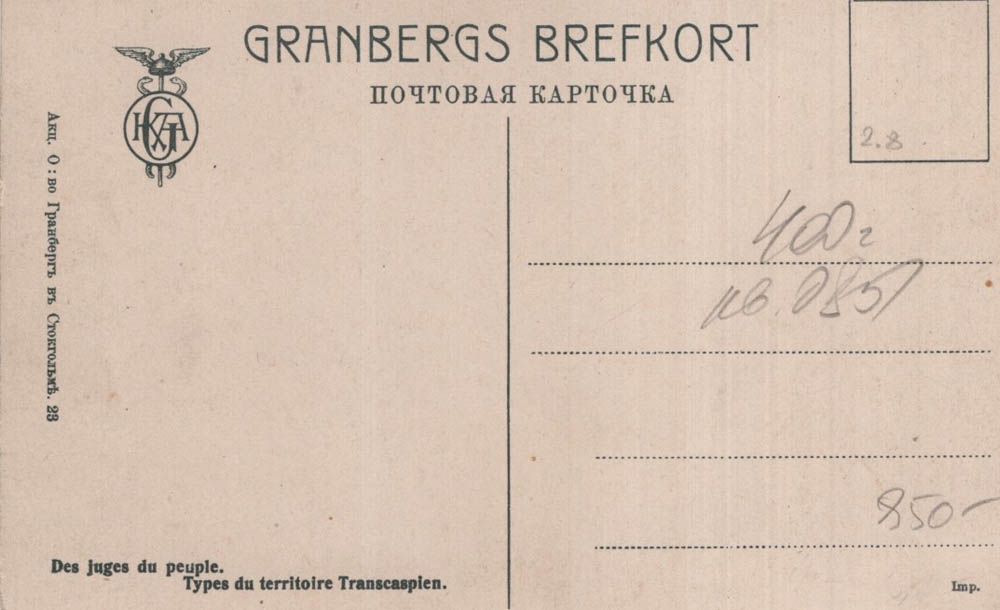 GRANBERGS BREFKORT
ПОЧТОВАЯ КАРТОЧКА
Акц. О:во Гранбергъ въ Стокгольмѣ. 23
2.8
400г
850-
Des juges du peuple.
Types du territoire Transcaspien.
Imp.